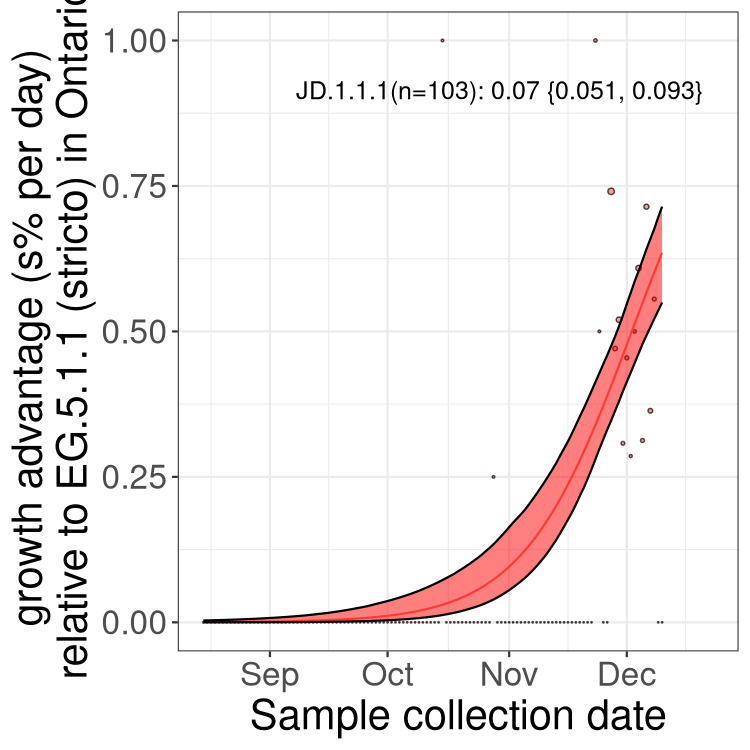 growth advantage (s% per day)
relative to EG.5.1.1 (stricto) in Ontario
1.00
0.75
0.50
0.25
0.00
JD.1.1.1(n=103): 0.07 {0.051, 0.093}
Sep Oct Nov Dec
Sample collection date